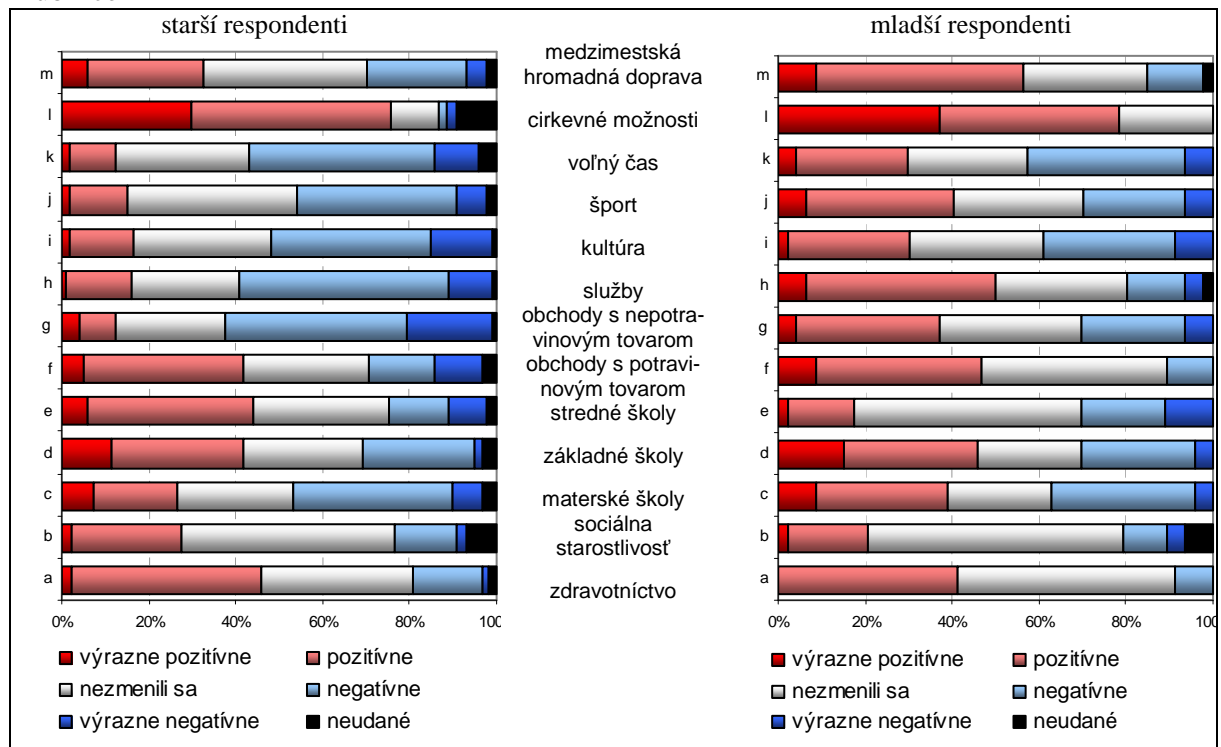 starší respondenti
mladší respondenti
m
medzimestská
hromadná doprava
m
l
cirkevné možnosti
l
k
voľný čas
k
j
šport
j
i
kultúra
i
h
služby
h
g
obchody s nepotra-
vinovým tovarom
g
f
obchody s potravi-
novým tovarom
f
e
stredné školy
e
d
základné školy
d
c
materské školy
c
b
sociálna
starostlivosť
b
a
zdravotníctvo
a
0% 20% 40% 60% 80% 100
0% 20% 40% 60% 80% 100
výrazne pozitívne pozitívne
nezmenili sa negatívne
výrazne negatívne neudané
výrazne pozitívne pozitívne
nezmenili sa negatívne
výrazne negatívne neudané